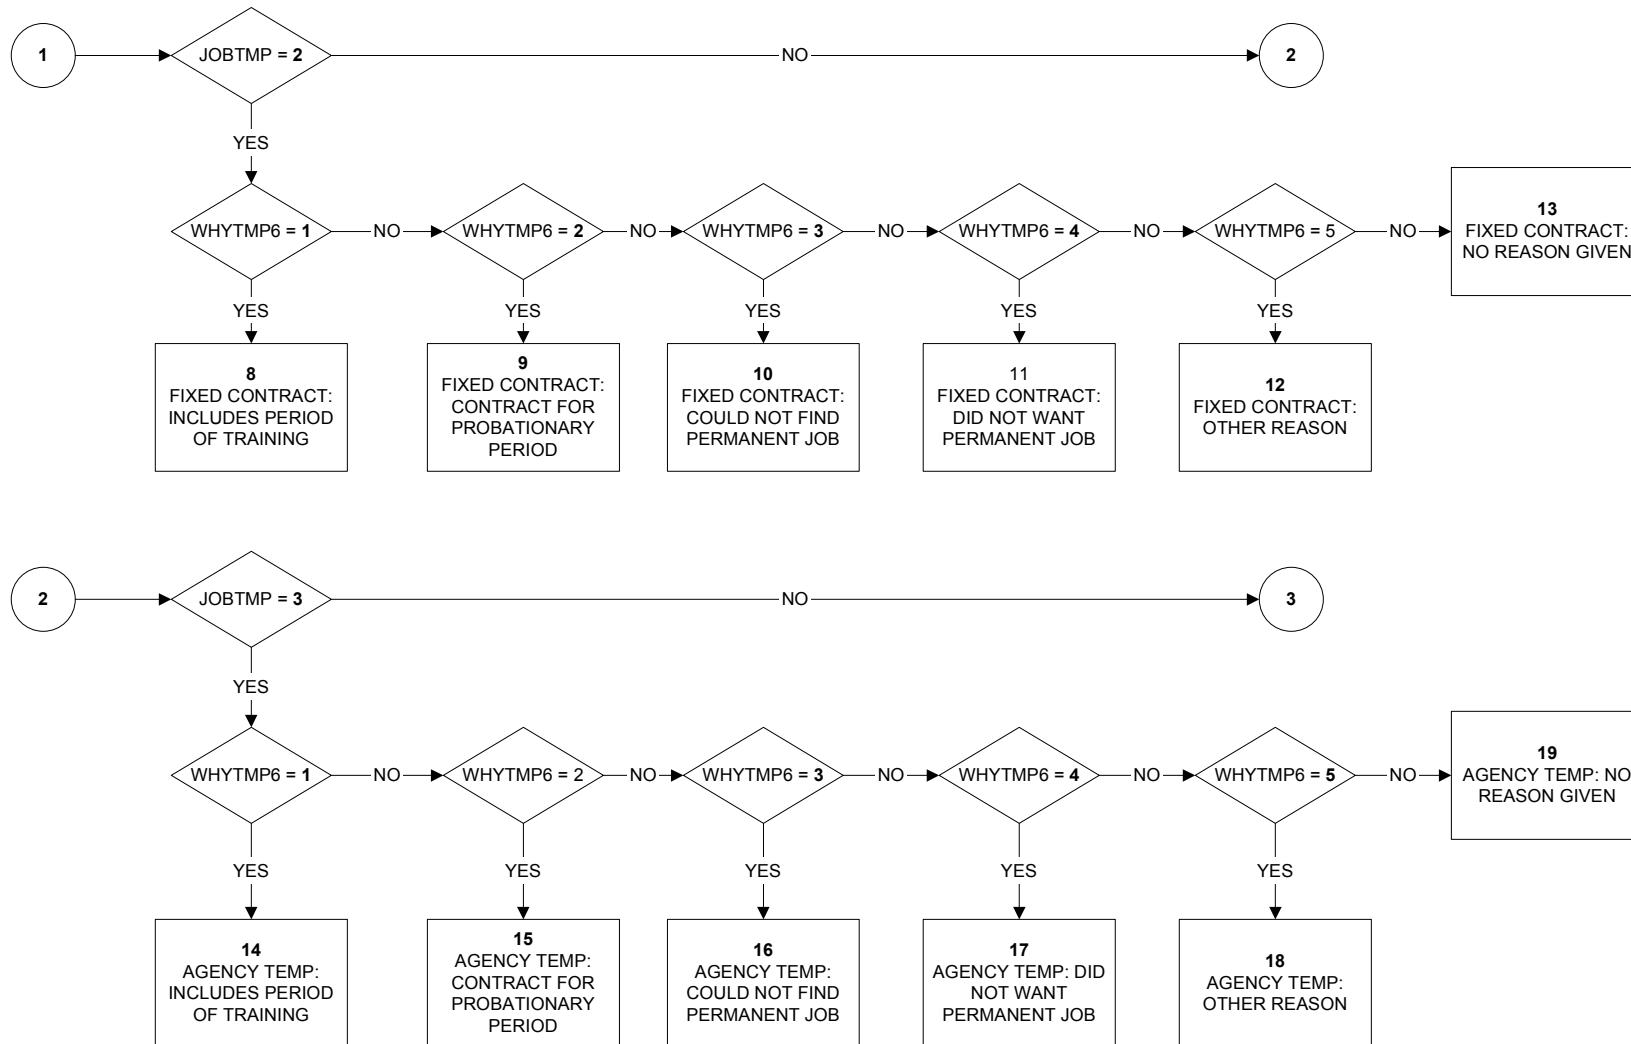 1
JOBTMP = 2
NO
2
YES
WHYTMP6 = 1
NO
WHYTMP6 = 2
NO
WHYTMP6 = 3
NO
WHYTMP6 = 4
NO
WHYTMP6 = 5
NO
13
FIXED CONTRACT:
NO REASON GIVEN
YES
YES
YES
YES
YES
8
FIXED CONTRACT:
INCLUDES PERIOD
OF TRAINING
9
FIXED CONTRACT:
CONTRACT FOR
PROBATIONARY
PERIOD
10
FIXED CONTRACT:
COULD NOT FIND
PERMANENT JOB
11
FIXED CONTRACT:
DID NOT WANT
PERMANENT JOB
12
FIXED CONTRACT:
OTHER REASON
2
JOBTMP = 3
NO
3
YES
WHYTMP6 = 1
NO
WHYTMP6 = 2
NO
WHYTMP6 = 3
NO
WHYTMP6 = 4
NO
WHYTMP6 = 5
NO
19
AGENCY TEMP: NO
REASON GIVEN
YES
YES
YES
YES
YES
14
AGENCY TEMP:
INCLUDES PERIOD
OF TRAINING
15
AGENCY TEMP:
CONTRACT FOR
PROBATIONARY
PERIOD
16
AGENCY TEMP:
COULD NOT FIND
PERMANENT JOB
17
AGENCY TEMP: DID
NOT WANT
PERMANENT JOB
18
AGENCY TEMP:
OTHER REASON